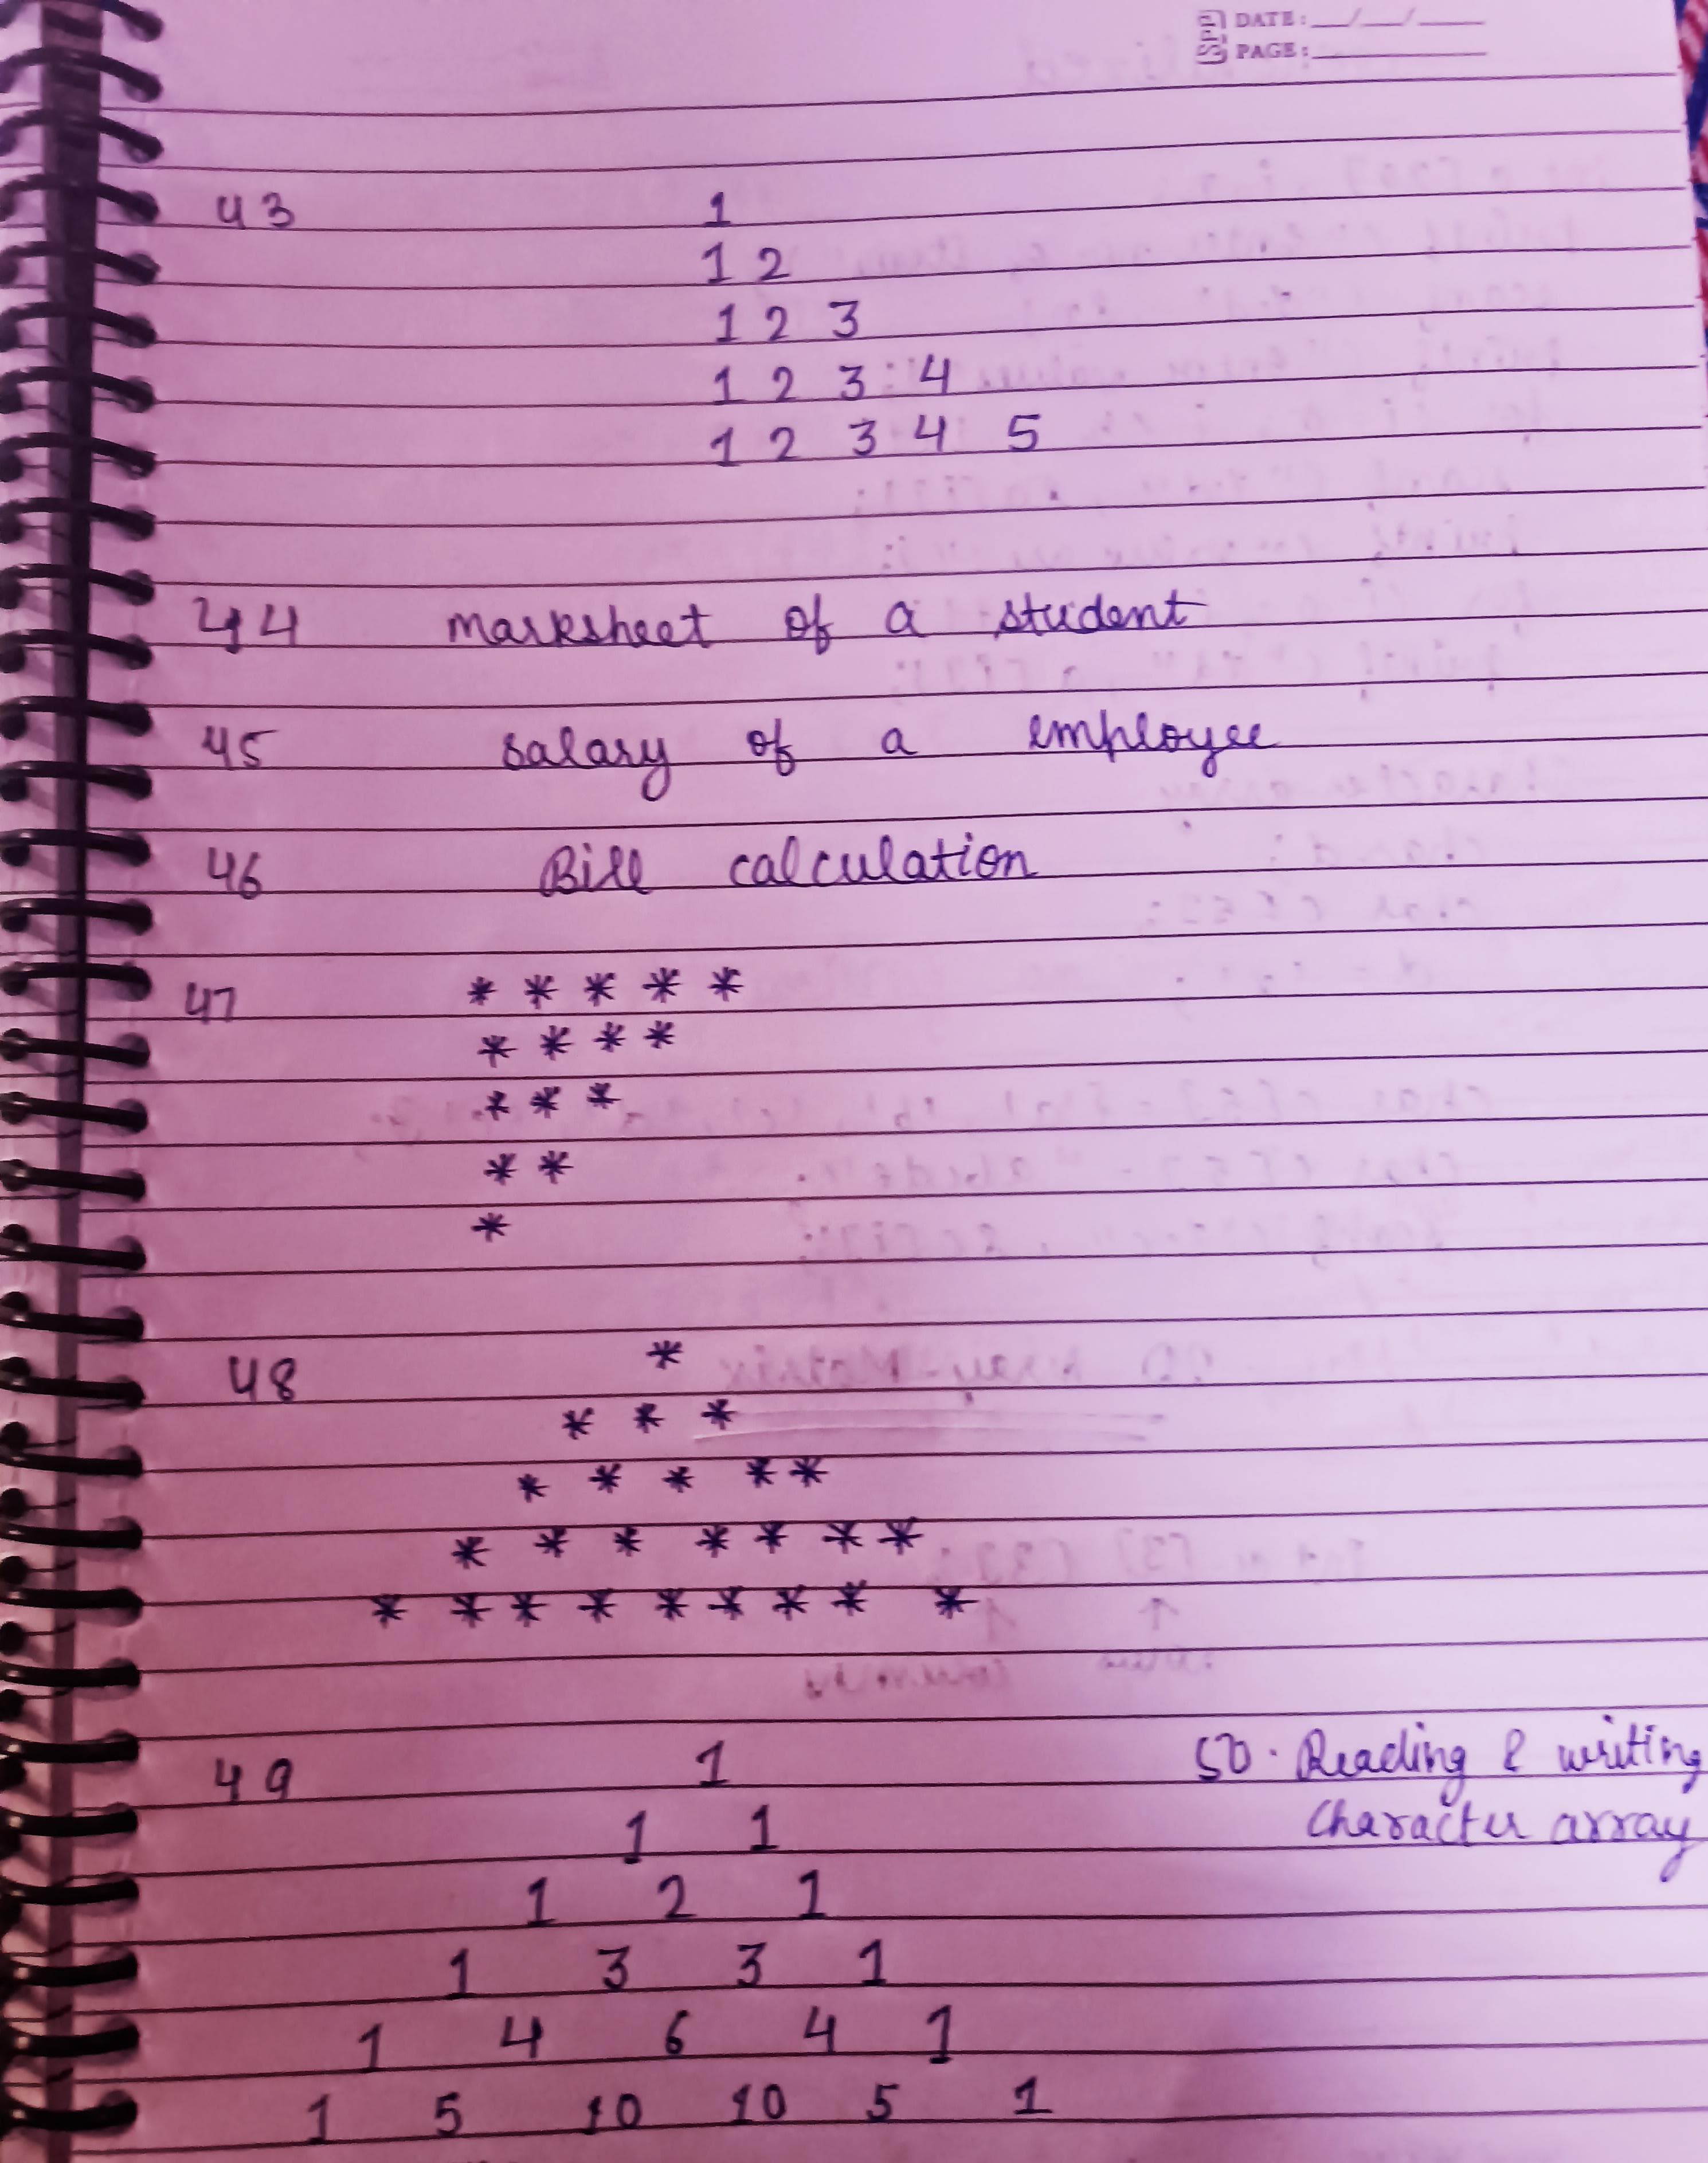 DATE: __/__/____
PAGE:
43 1
1 2
1 2 3
1 2 3 4
1 2 3 4 5
44 marksheet of a student
45 salary of a employee
46 Bill calculation
47 * * * * *
* * * *
* * *
* *
*
48 *
* * *
* * * * *
* * * * * * *
* * * * * * * * *
49 1
50. Reading & writing
1 1
character array
1 2 1
1 3 3 1
1 4 6 4 1
1 5 10 10 5 1